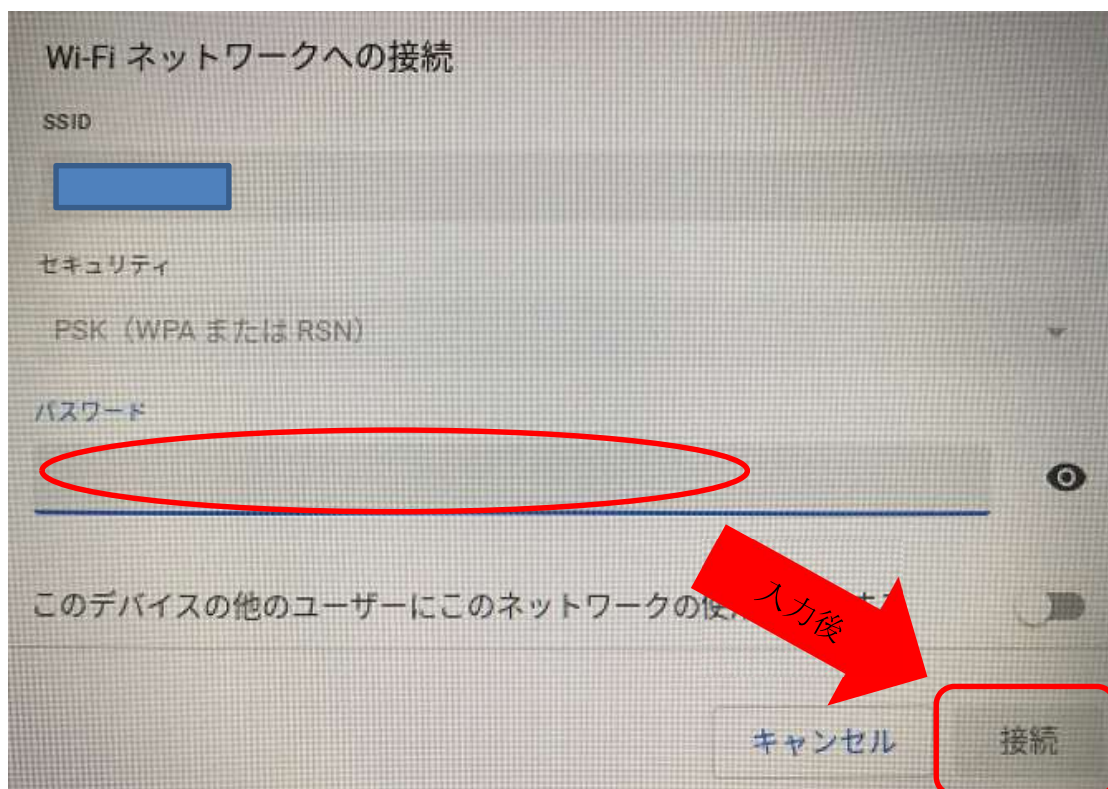 Wi-Fi ネットワークへの接続
SSID
セキュリティ
PSK（WPA または RSN）
パスワード
このデバイスの他のユーザーにこのネットワークの使
入力後
キャンセル
接続